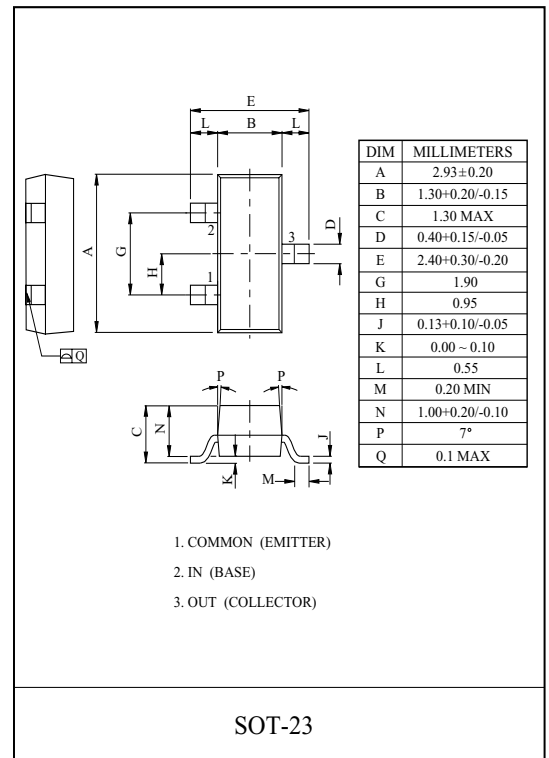 E
L B L
A
G
H
D
2
3
1
D Q
P P
C
N
K
M
J
DIM MILLIMETERS
A 2.93±0.20
B 1.30+0.20/-0.15
C 1.30 MAX
D 0.40+0.15/-0.05
E 2.40+0.30/-0.20
G 1.90
H 0.95
J 0.13+0.10/-0.05
K 0.00 ~ 0.10
L 0.55
M 0.20 MIN
N 1.00+0.20/-0.10
P 7°
Q 0.1 MAX
1. COMMON (EMITTER)
2. IN (BASE)
3. OUT (COLLECTOR)
SOT-23